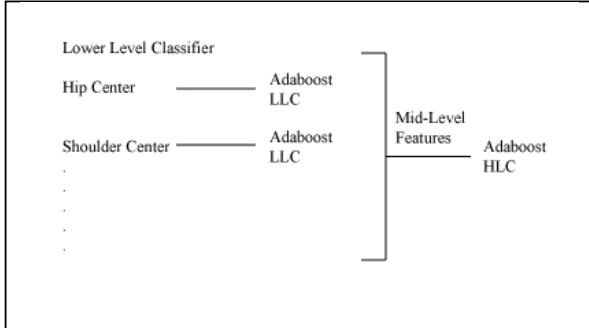 Lower Level Classifier
Hip Center
Adaboost
LLC
Shoulder Center
Adaboost
LLC
.
.
.
.
.
Mid-Level
Features
Adaboost
HLC